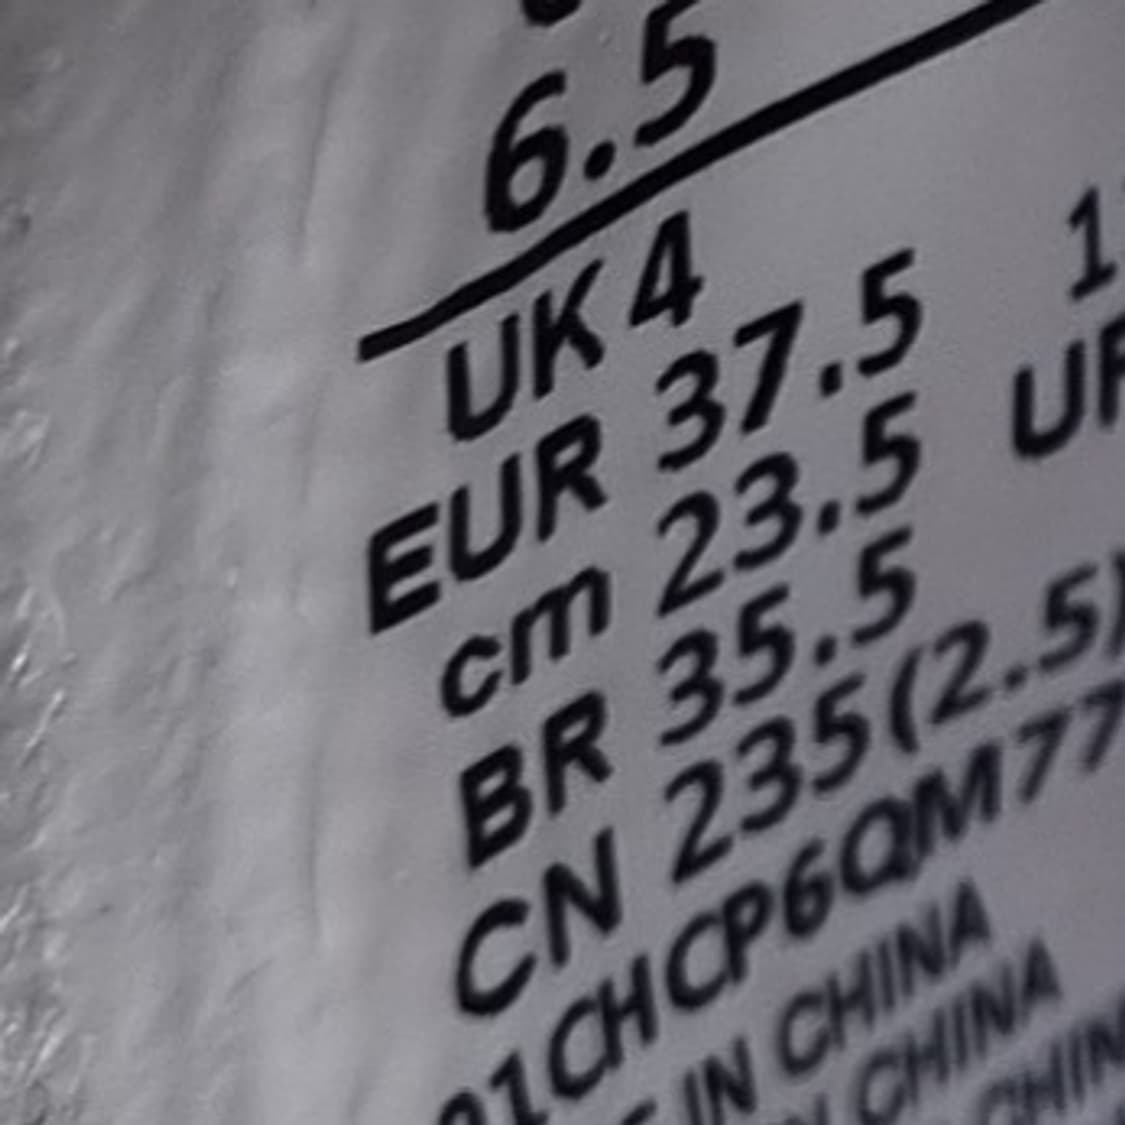 6.5
UK 4
EUR 37.5
cm 23.5
BR 35.5
CN 235(2.5)
01CHCP6QM77
IN CHINA
CHINA